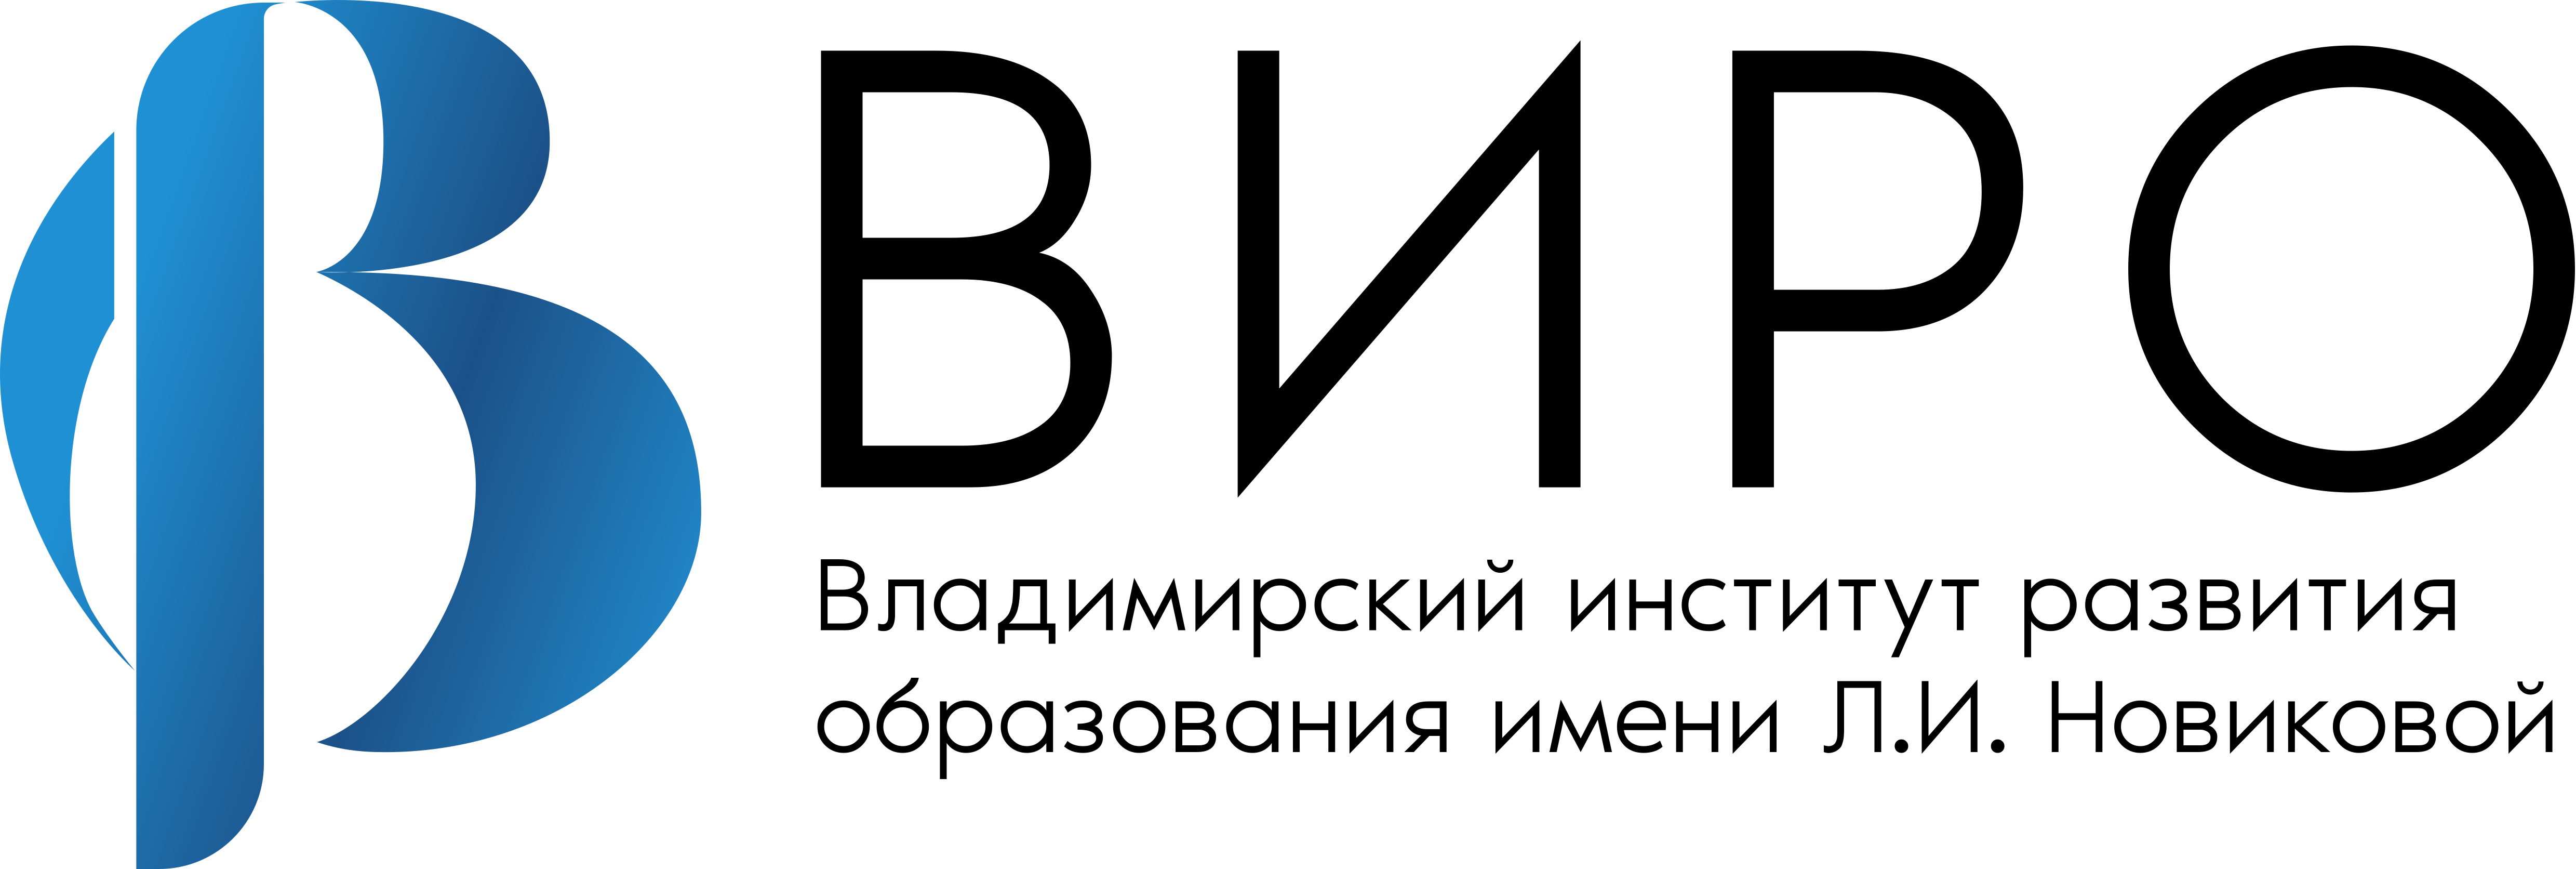 ВИРО
Владимирский институт развития
образования имени Л.И. Новиковой